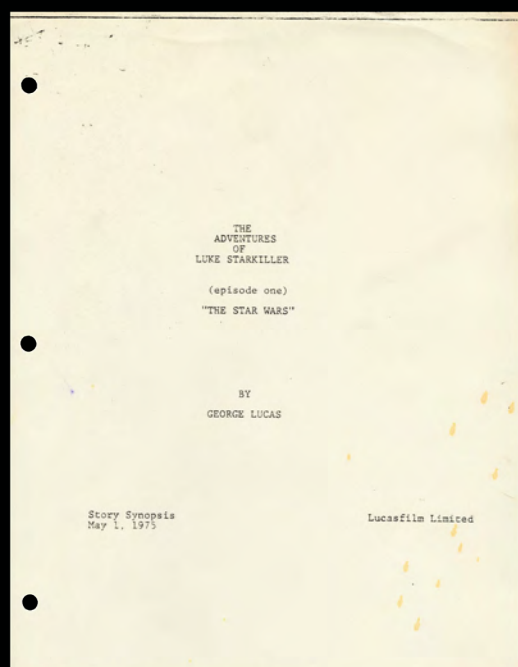 THE
ADVENTURES
OF
LUKE STARKILLER
(episode one)
"THE STAR WARS"
BY
GEORGE LUCAS
Story Synopsis
May 1, 1975
Lucasfilm Limited